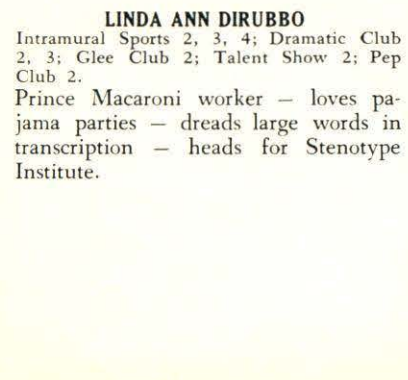 LINDA ANN DIRUBBO
Intramural Sports 2, 3, 4; Dramatic Club
2, 3; Glee Club 2; Talent Show 2; Pep
Club 2.
Prince Macaroni worker — loves pa-
jama parties — dreads large words in
transcription — heads for Stenotype
Institute.